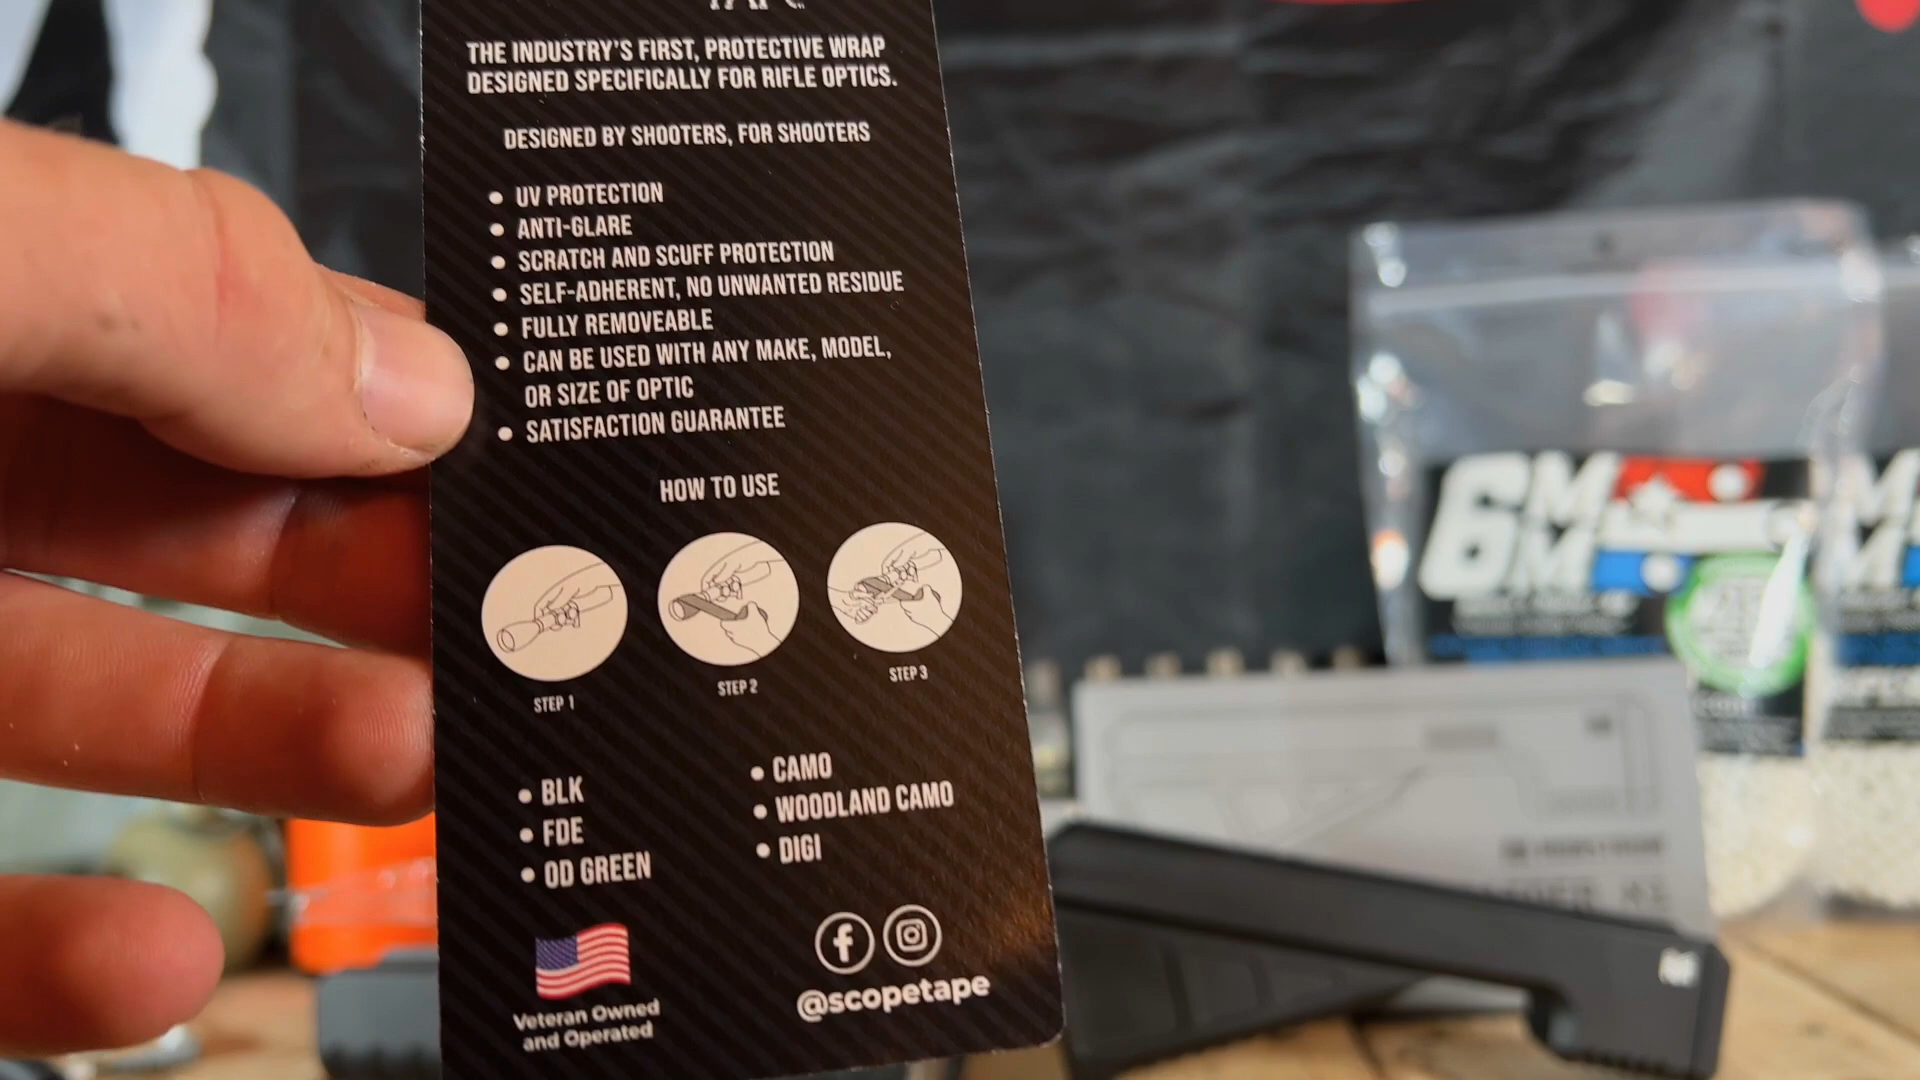 THE INDUSTRY'S FIRST, PROTECTIVE WRAP
DESIGNED SPECIFICALLY FOR RIFLE OPTICS.
DESIGNED BY SHOOTERS, FOR SHOOTERS
• UV PROTECTION
• ANTI-GLARE
• SCRATCH AND SCUFF PROTECTION
• SELF-ADHERENT, NO UNWANTED RESIDUE
• FULLY REMOVEABLE
• CAN BE USED WITH ANY MAKE, MODEL,
OR SIZE OF OPTIC
• SATISFACTION GUARANTEE
HOW TO USE
STEP 1
STEP 2
STEP 3
• BLK
• FDE
• OD GREEN
• CAMO
• WOODLAND CAMO
• DIGI
Veteran Owned
and Operated
@scopetape
6MM